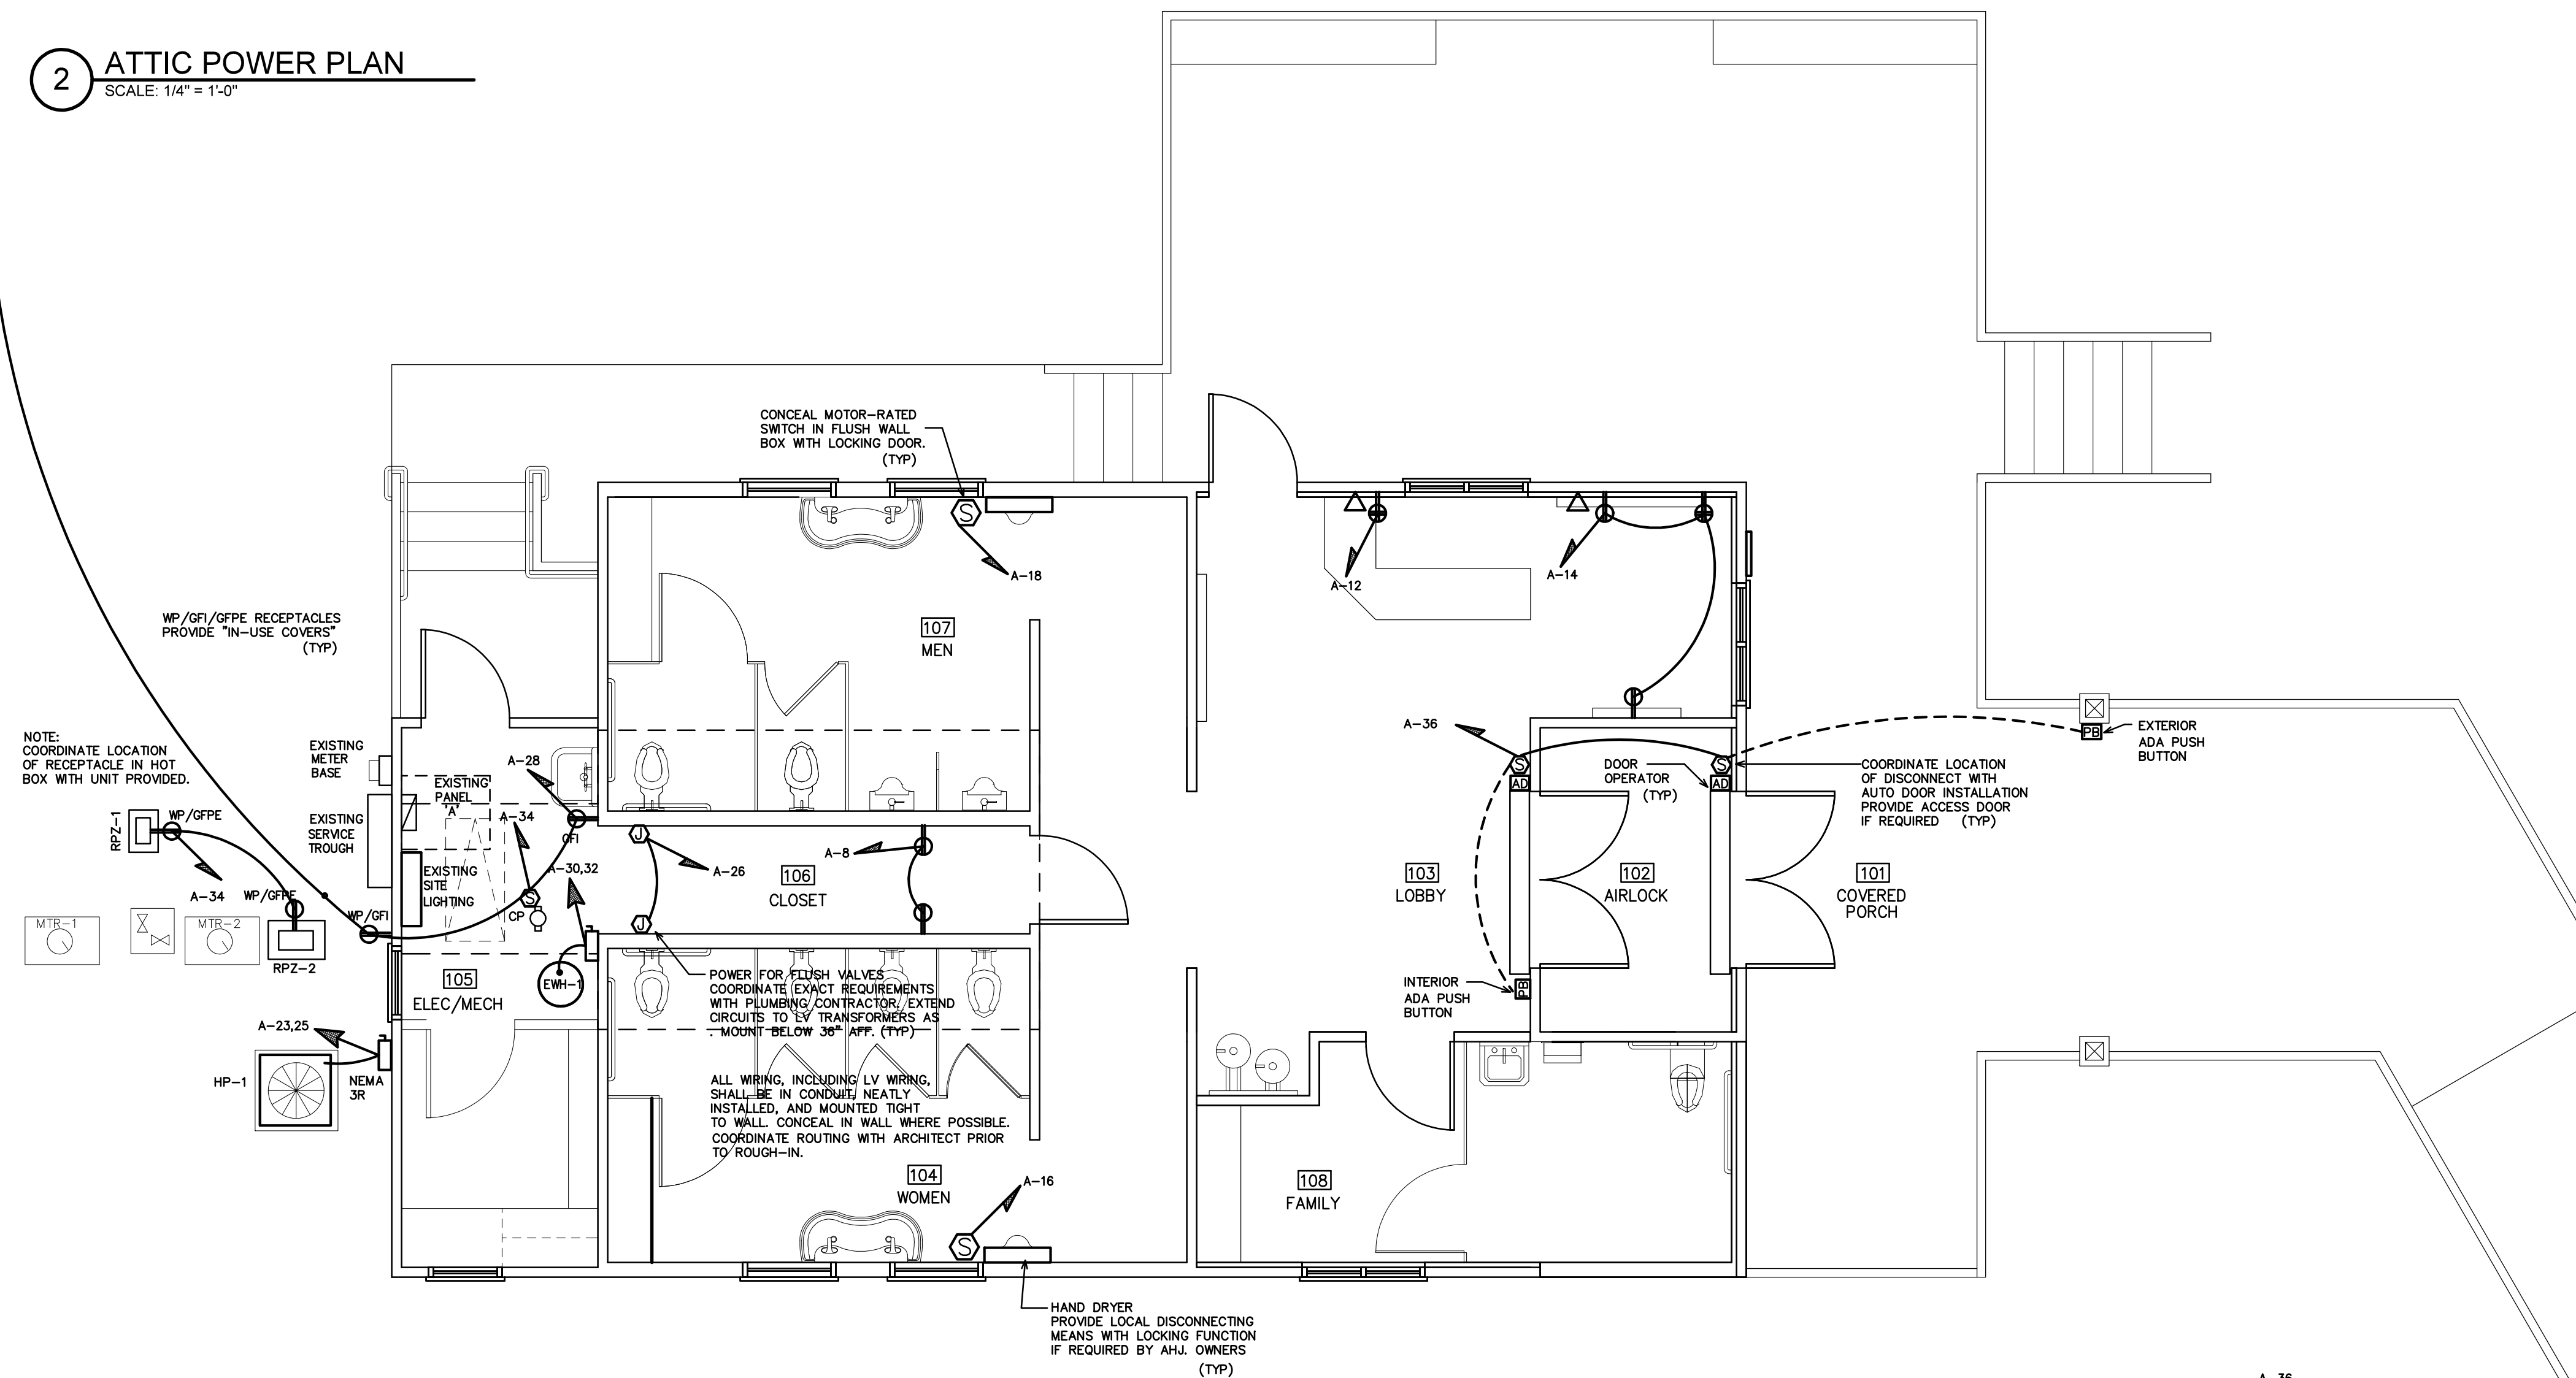 2
ATTIC POWER PLAN
SCALE: 1/4" = 1'-0"
CONCEAL MOTOR-RATED
SWITCH IN FLUSH WALL
BOX WITH LOCKING DOOR.
(TYP)
S
A-18
A-12
A-14
WP/GFI/GFPE RECEPTACLES
PROVIDE "IN-USE COVERS"
(TYP)
107
MEN
NOTE:
COORDINATE LOCATION
OF RECEPTACLE IN HOT
BOX WITH UNIT PROVIDED.
EXISTING
METER
BASE
EXISTING
SERVICE
TROUGH
EXISTING
PANEL
'A'
EXISTING
SITE
LIGHTING
A-28
A-34
GFI
S
CP
A-30,32
EWH-1
RPZ-1
WP/GFPE
A-34
WP/GFPE
WP/GFI
MTR-1
MTR-2
RPZ-2
105
ELEC/MECH
A-23,25
HP-1
NEMA
3R
J
J
A-26
A-8
106
CLOSET
POWER FOR FLUSH VALVES
COORDINATE EXACT REQUIREMENTS
WITH PLUMBING CONTRACTOR. EXTEND
CIRCUITS TO LV TRANSFORMERS AS
. MOUNT BELOW 36" AFF. (TYP)
ALL WIRING, INCLUDING LV WIRING,
SHALL BE IN CONDUIT, NEATLY
INSTALLED, AND MOUNTED TIGHT
TO WALL. CONCEAL IN WALL WHERE POSSIBLE.
COORDINATE ROUTING WITH ARCHITECT PRIOR
TO ROUGH-IN.
104
WOMEN
A-16
S
HAND DRYER
PROVIDE LOCAL DISCONNECTING
MEANS WITH LOCKING FUNCTION
IF REQUIRED BY AHJ. OWNERS
(TYP)
A-36
S
AD
DOOR
OPERATOR
(TYP)
S
AD
COORDINATE LOCATION
OF DISCONNECT WITH
AUTO DOOR INSTALLATION
PROVIDE ACCESS DOOR
IF REQUIRED (TYP)
PB
EXTERIOR
ADA PUSH
BUTTON
103
LOBBY
102
AIRLOCK
101
COVERED
PORCH
INTERIOR
ADA PUSH
BUTTON
PB
108
FAMILY
A-36